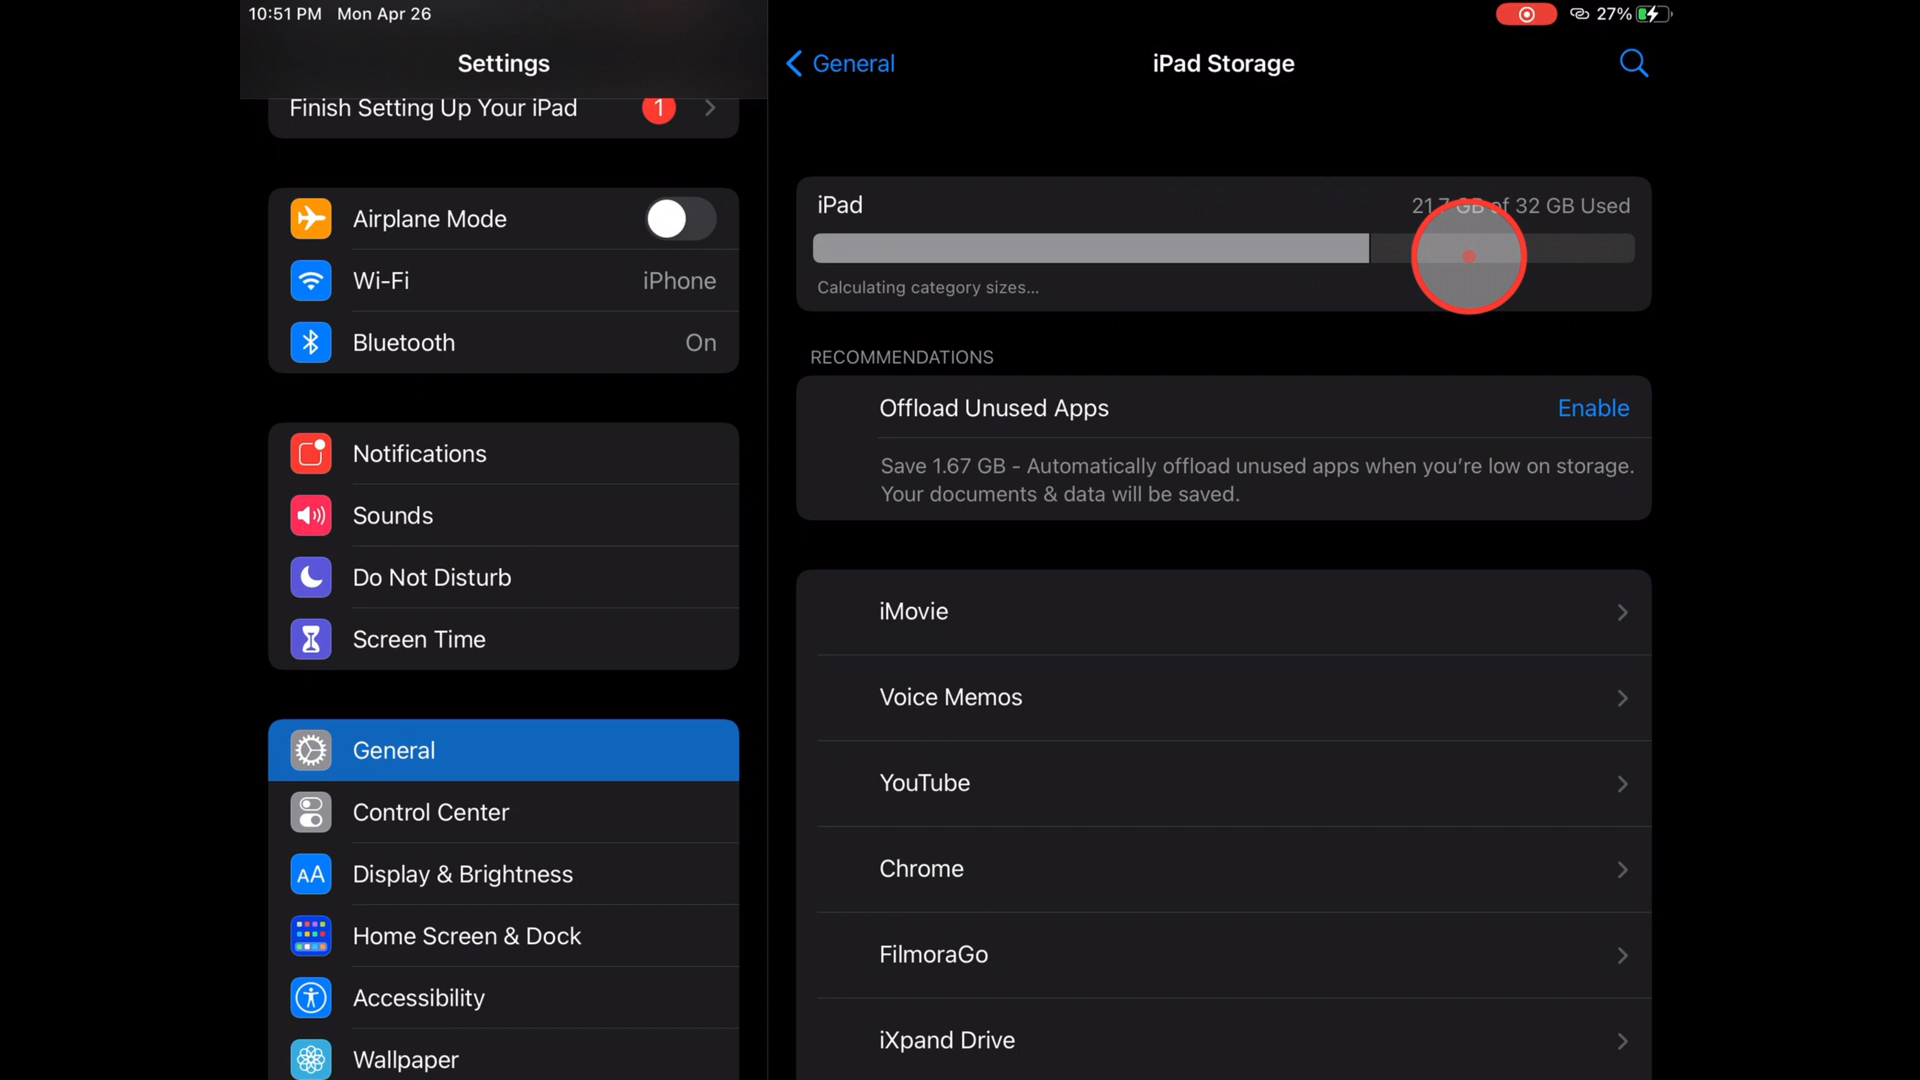 10:51 PM Mon Apr 26
27%
Settings
Finish Setting Up Your iPad 1
Airplane Mode
Wi-Fi iPhone
Bluetooth On
Notifications
Sounds
Do Not Disturb
Screen Time
General
Control Center
AA Display & Brightness
Home Screen & Dock
Accessibility
Wallpaper
General
iPad Storage
iPad 21.7 GB of 32 GB Used
Calculating category sizes...
RECOMMENDATIONS
Offload Unused Apps Enable
Save 1.67 GB - Automatically offload unused apps when you’re low on storage.
Your documents & data will be saved.
iMovie
Voice Memos
YouTube
Chrome
FilmoraGo
iXpand Drive